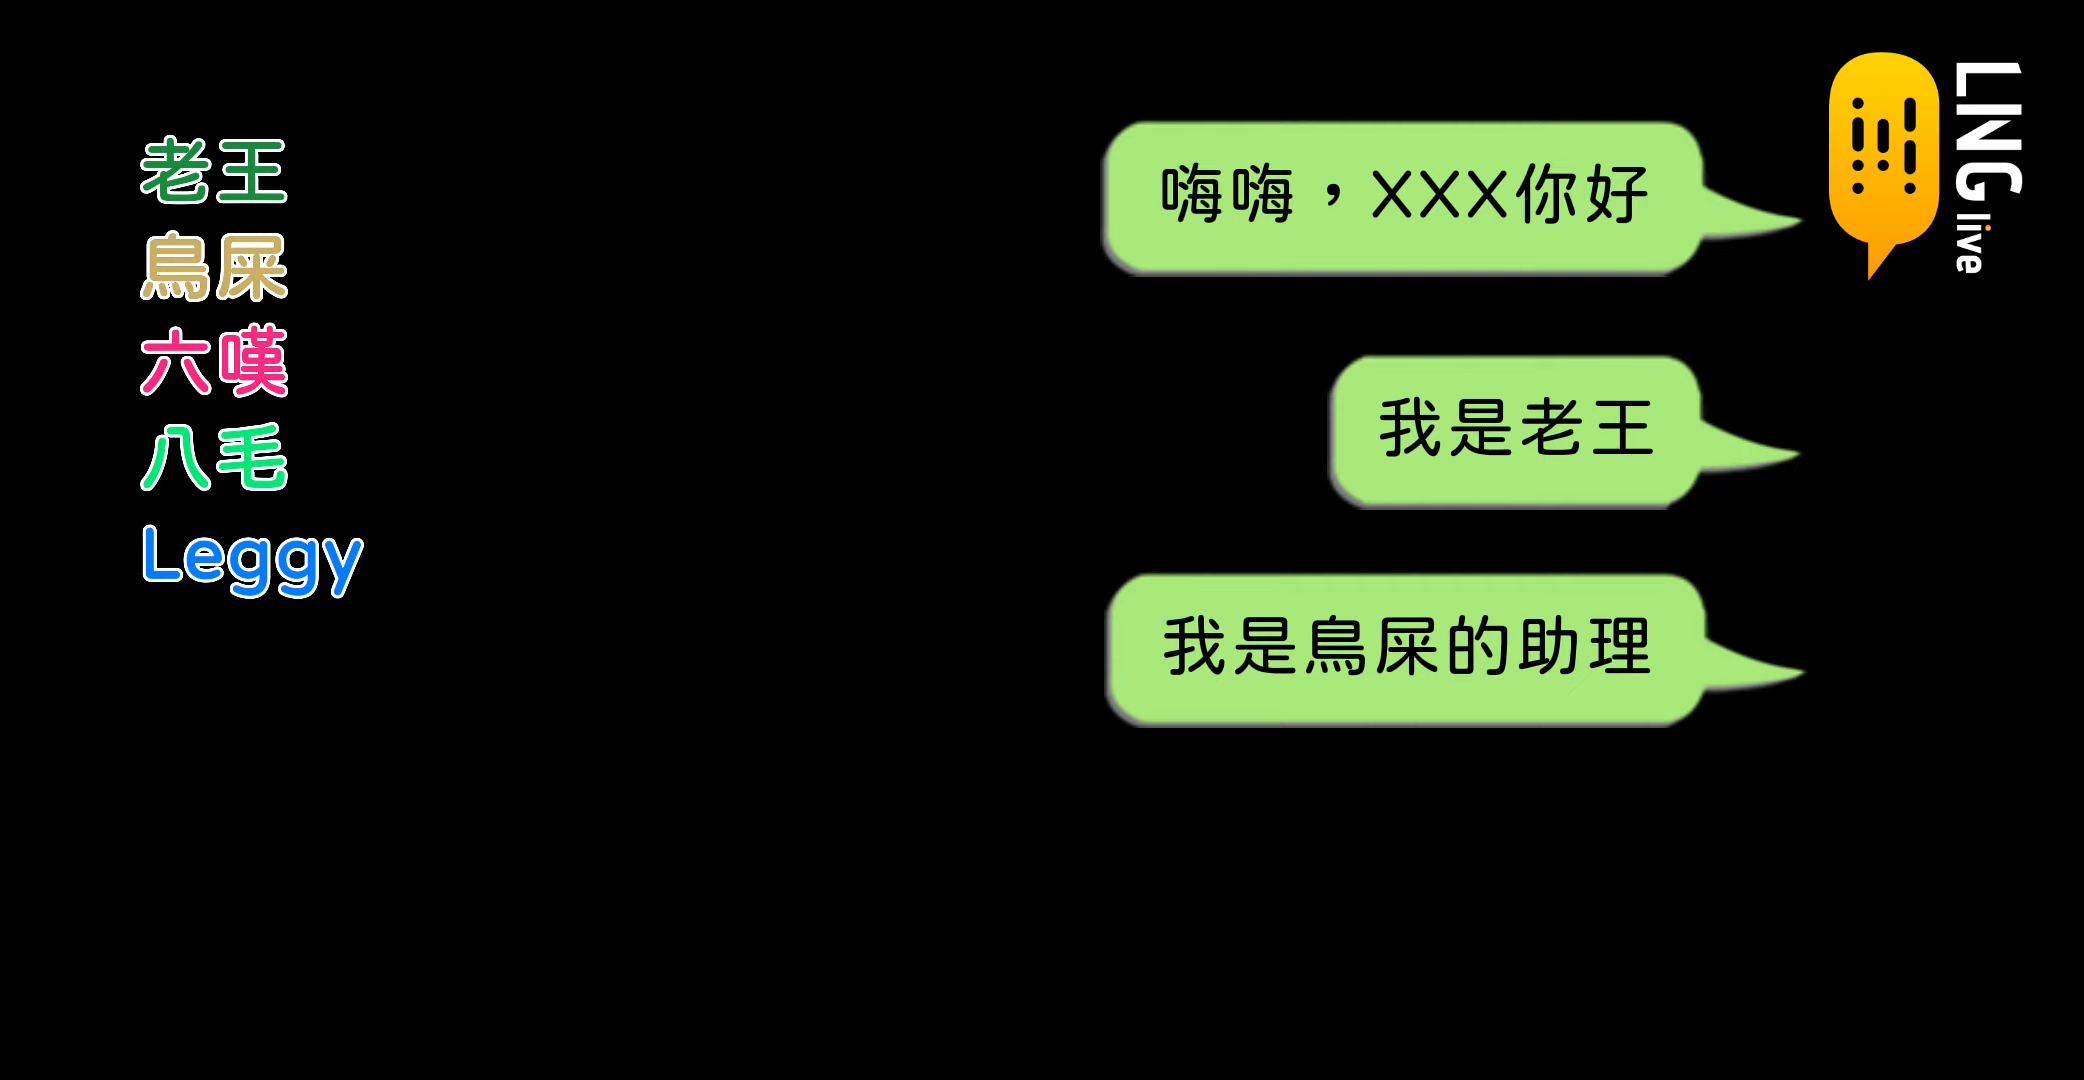 老王
鳥屎
六嘆
八毛
Leggy
嗨嗨，XXX你好
我是老王
我是鳥屎的助理
LING live